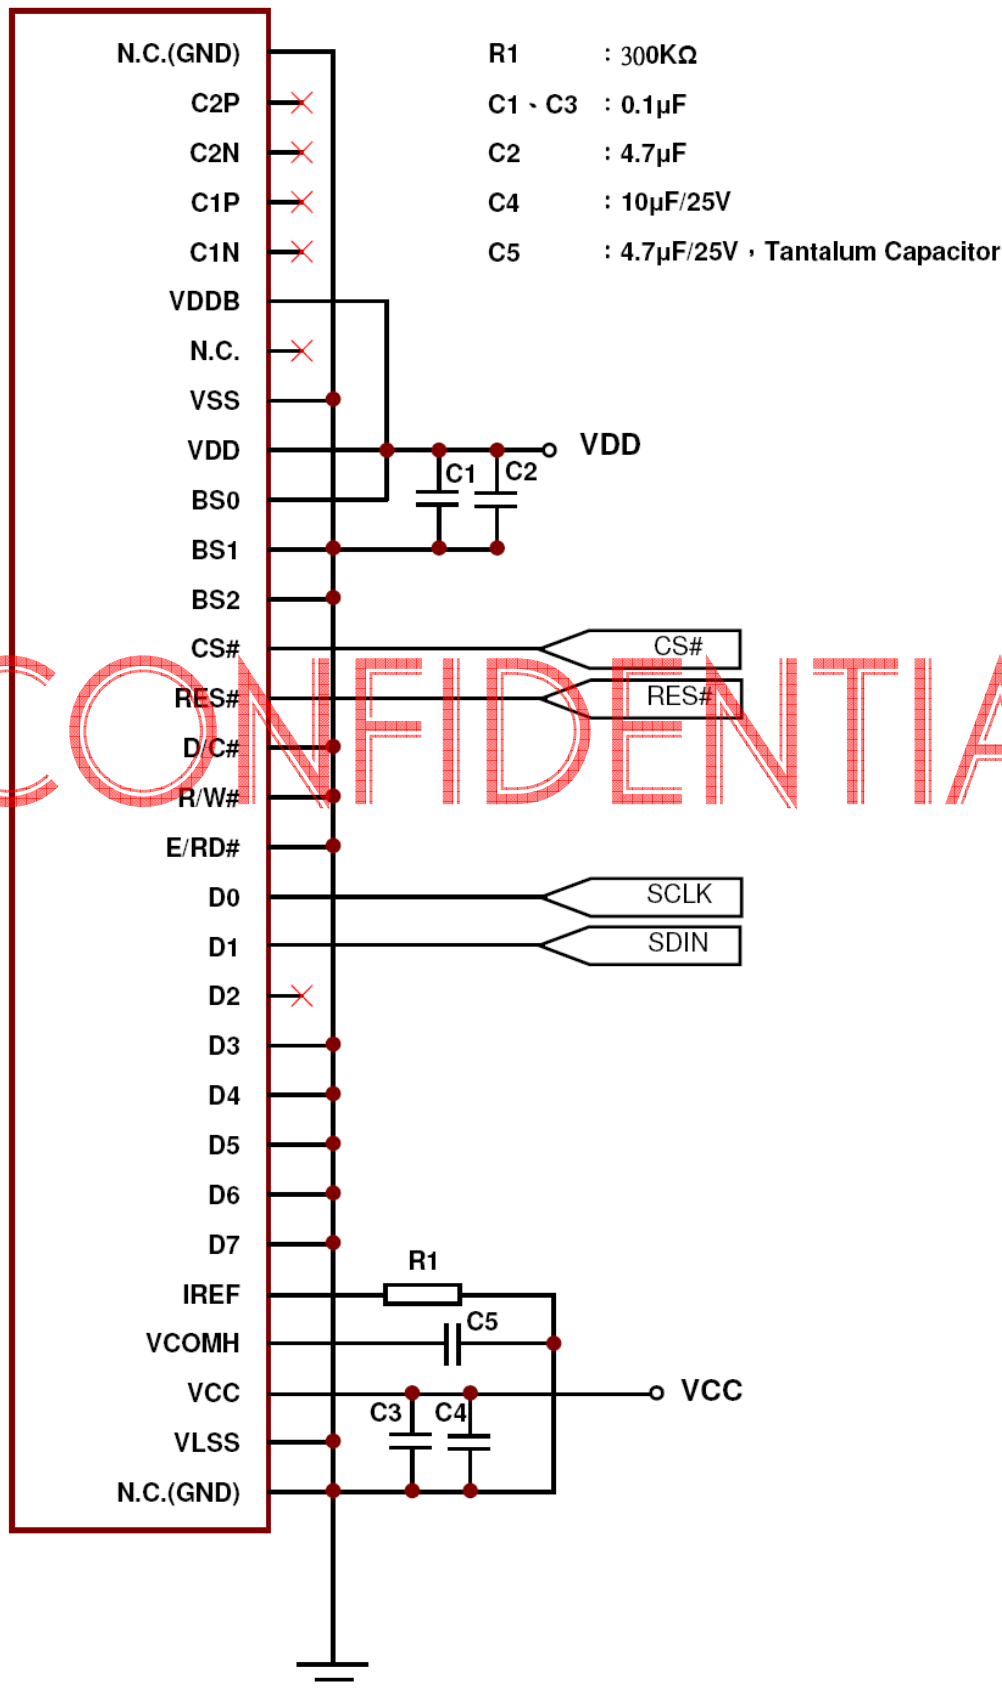 N.C.(GND)
C2P
C2N
C1P
C1N
VDDB
N.C.
VSS
VDD
BS0
BS1
BS2
CS#
RES#
D/C#
R/W#
E/RD#
D0
D1
D2
D3
D4
D5
D6
D7
IREF
VCOMH
VCC
VLSS
N.C.(GND)
R1 : 300KΩ
C1、C3 : 0.1µF
C2 : 4.7µF
C4 : 10µF/25V
C5 : 4.7µF/25V，Tantalum Capacitor
VDD
C1
C2
CS#
RES#
CONFIDENTIA
SCLK
SDIN
R1
C5
VCC
C3
C4